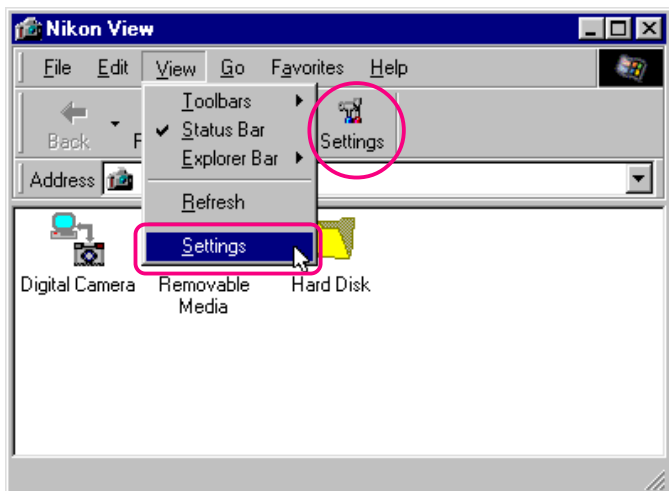 Nikon View
File Edit View Go Favorites Help
Back F Settings
Toolbars
Status Bar
Explorer Bar
Refresh
Settings
Address
Digital Camera Removable Media Hard Disk